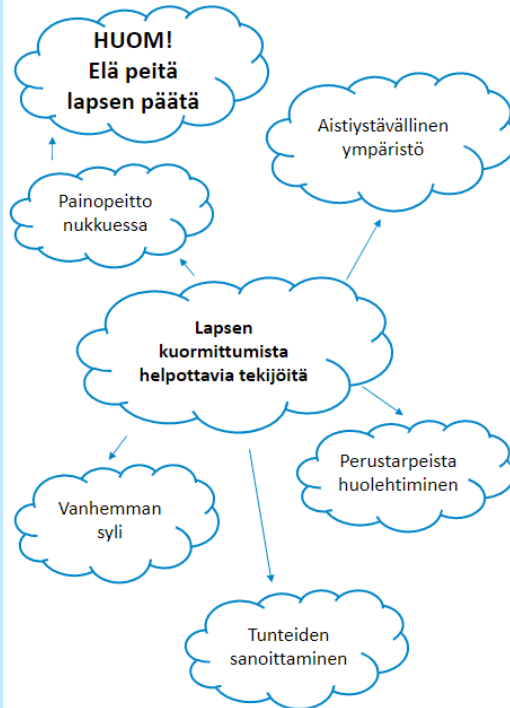 HUOM!
Elä peitä
lapsen päätä
Aistiystävällinen
ympäristö
Painopeitto
nukkuessa
Lapsen
kuormittumista
helpottavia tekijöitä
Perustarpeista
huolehtiminen
Vanhemman
syli
Tunteiden
sanoittaminen